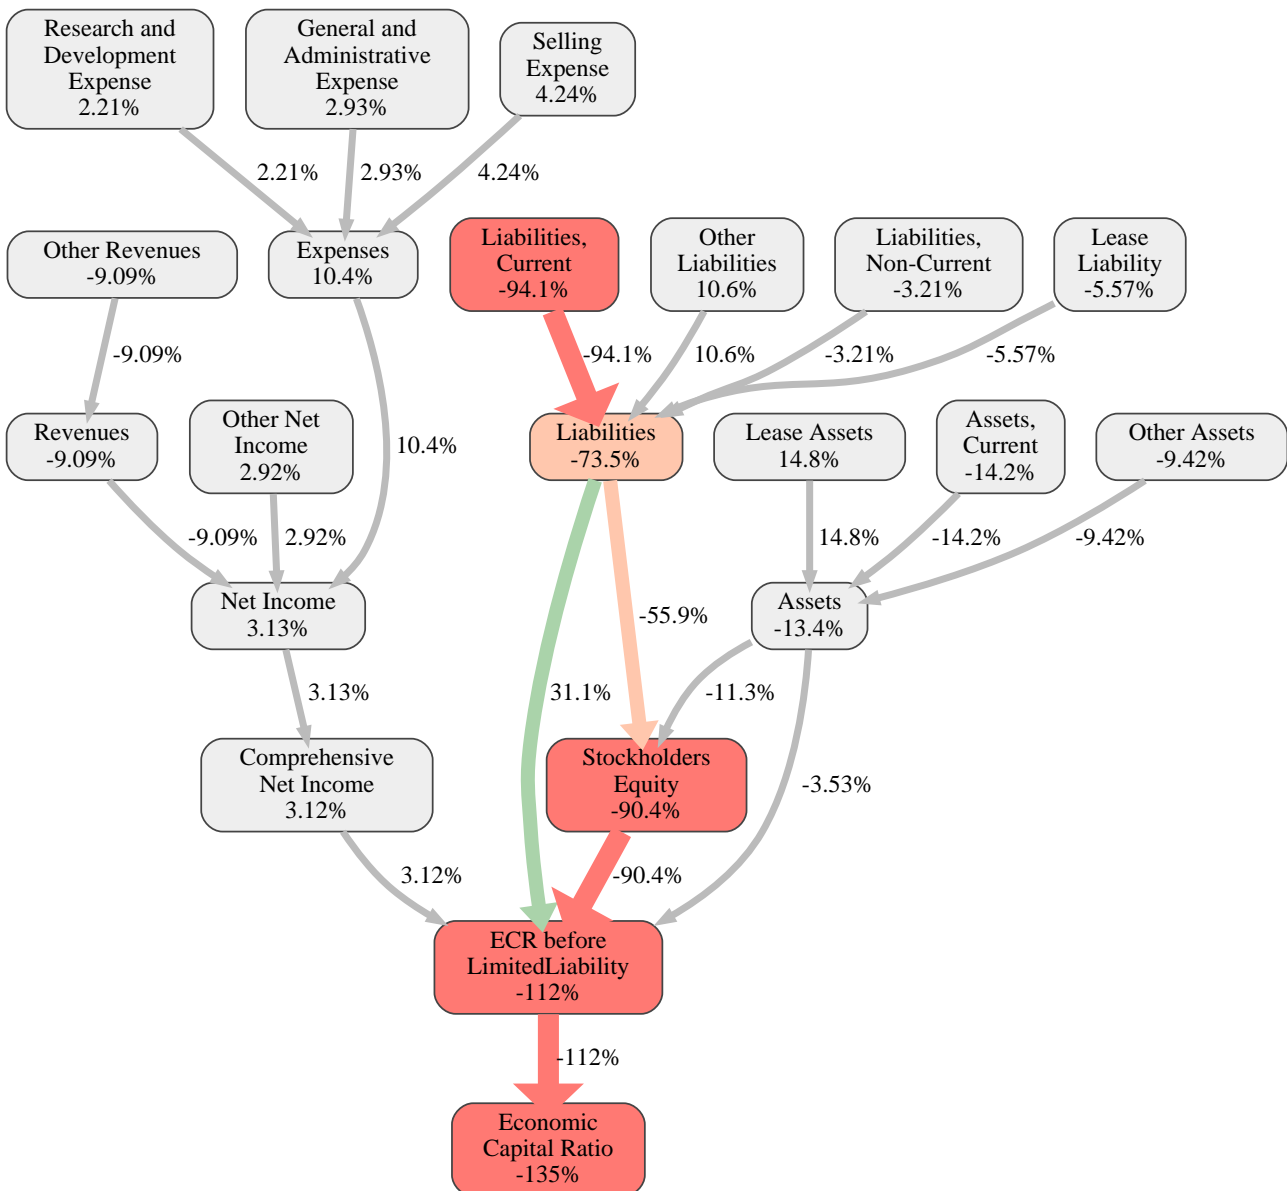 Research and
Development
Expense
2.21%
General and
Administrative
Expense
2.93%
Selling
Expense
4.24%
2.21%
2.93%
4.24%
Other Revenues
-9.09%
Expenses
10.4%
Liabilities,
Current
-94.1%
Other
Liabilities
10.6%
Liabilities,
Non-Current
-3.21%
Lease
Liability
-5.57%
-9.09%
-94.1%
10.6%
-3.21%
-5.57%
Revenues
-9.09%
Other Net
Income
2.92%
10.4%
Liabilities
-73.5%
Lease Assets
14.8%
Assets,
Current
-14.2%
Other Assets
-9.42%
-9.09%
2.92%
14.8%
-14.2%
-9.42%
Net Income
3.13%
-55.9%
Assets
-13.4%
3.13%
31.1%
-11.3%
Comprehensive
Net Income
3.12%
Stockholders
Equity
-90.4%
-3.53%
3.12%
-90.4%
ECR before
LimitedLiability
-112%
-112%
Economic
Capital Ratio
-135%